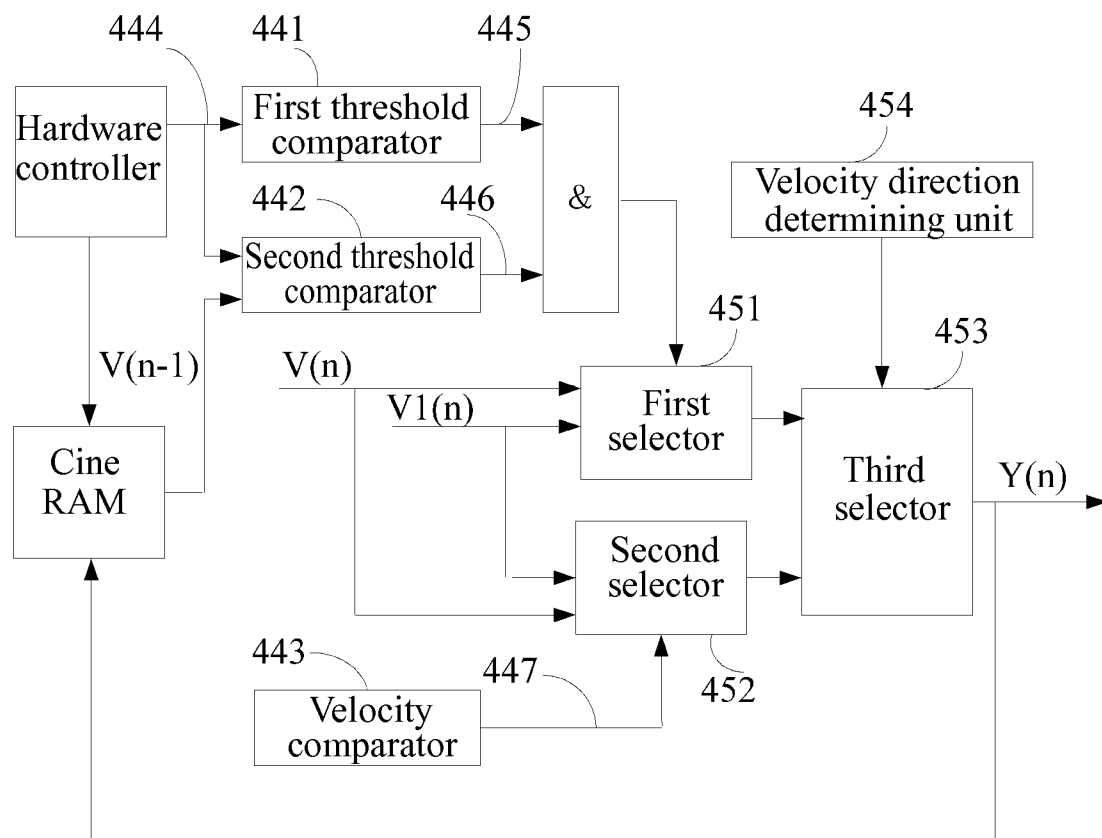 444
441
445
Hardware
controller
First threshold
comparator
454
Velocity direction
determining unit
442
446
&
Second threshold
comparator
451
453
V(n-1)
V(n)
V1(n)
First
selector
Cine
RAM
Third
selector
Y(n)
Second
selector
443
447
452
Velocity
comparator